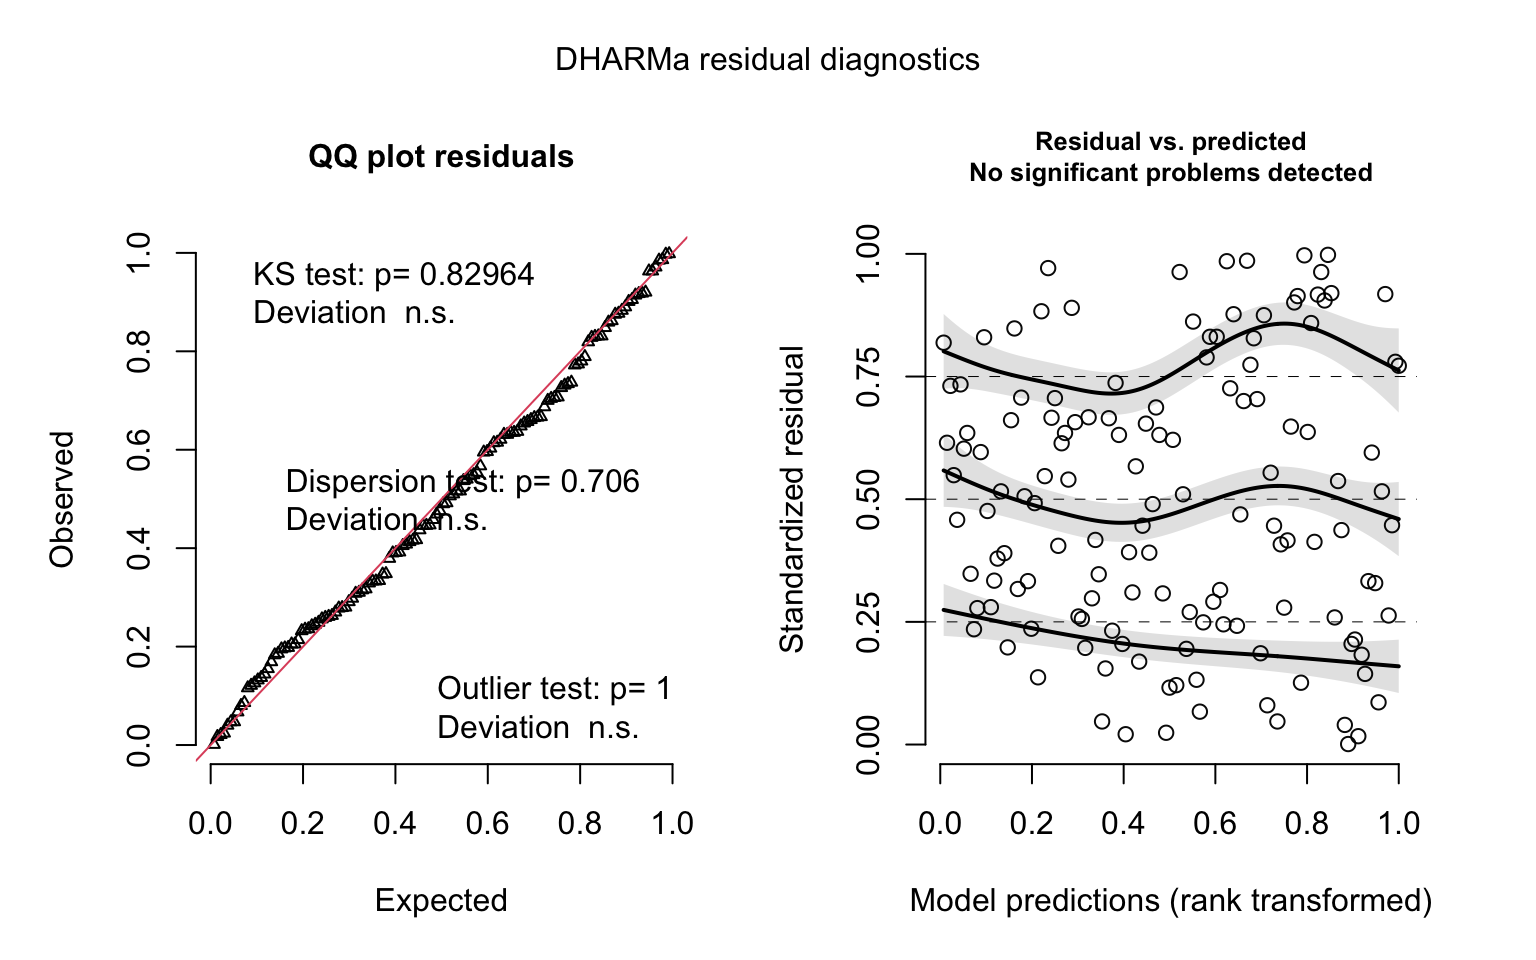 DHARMa residual diagnostics
QQ plot residuals
KS test: p= 0.82964
Deviation  n.s.
Dispersion test: p= 0.706
Deviation  n.s.
Outlier test: p= 1
Deviation  n.s.
Observed
0.0 0.2 0.4 0.6 0.8 1.0
0.0 0.2 0.4 0.6 0.8 1.0
Expected
Residual vs. predicted
No significant problems detected
Standardized residual
0.00 0.25 0.50 0.75 1.00
0.0 0.2 0.4 0.6 0.8 1.0
Model predictions (rank transformed)